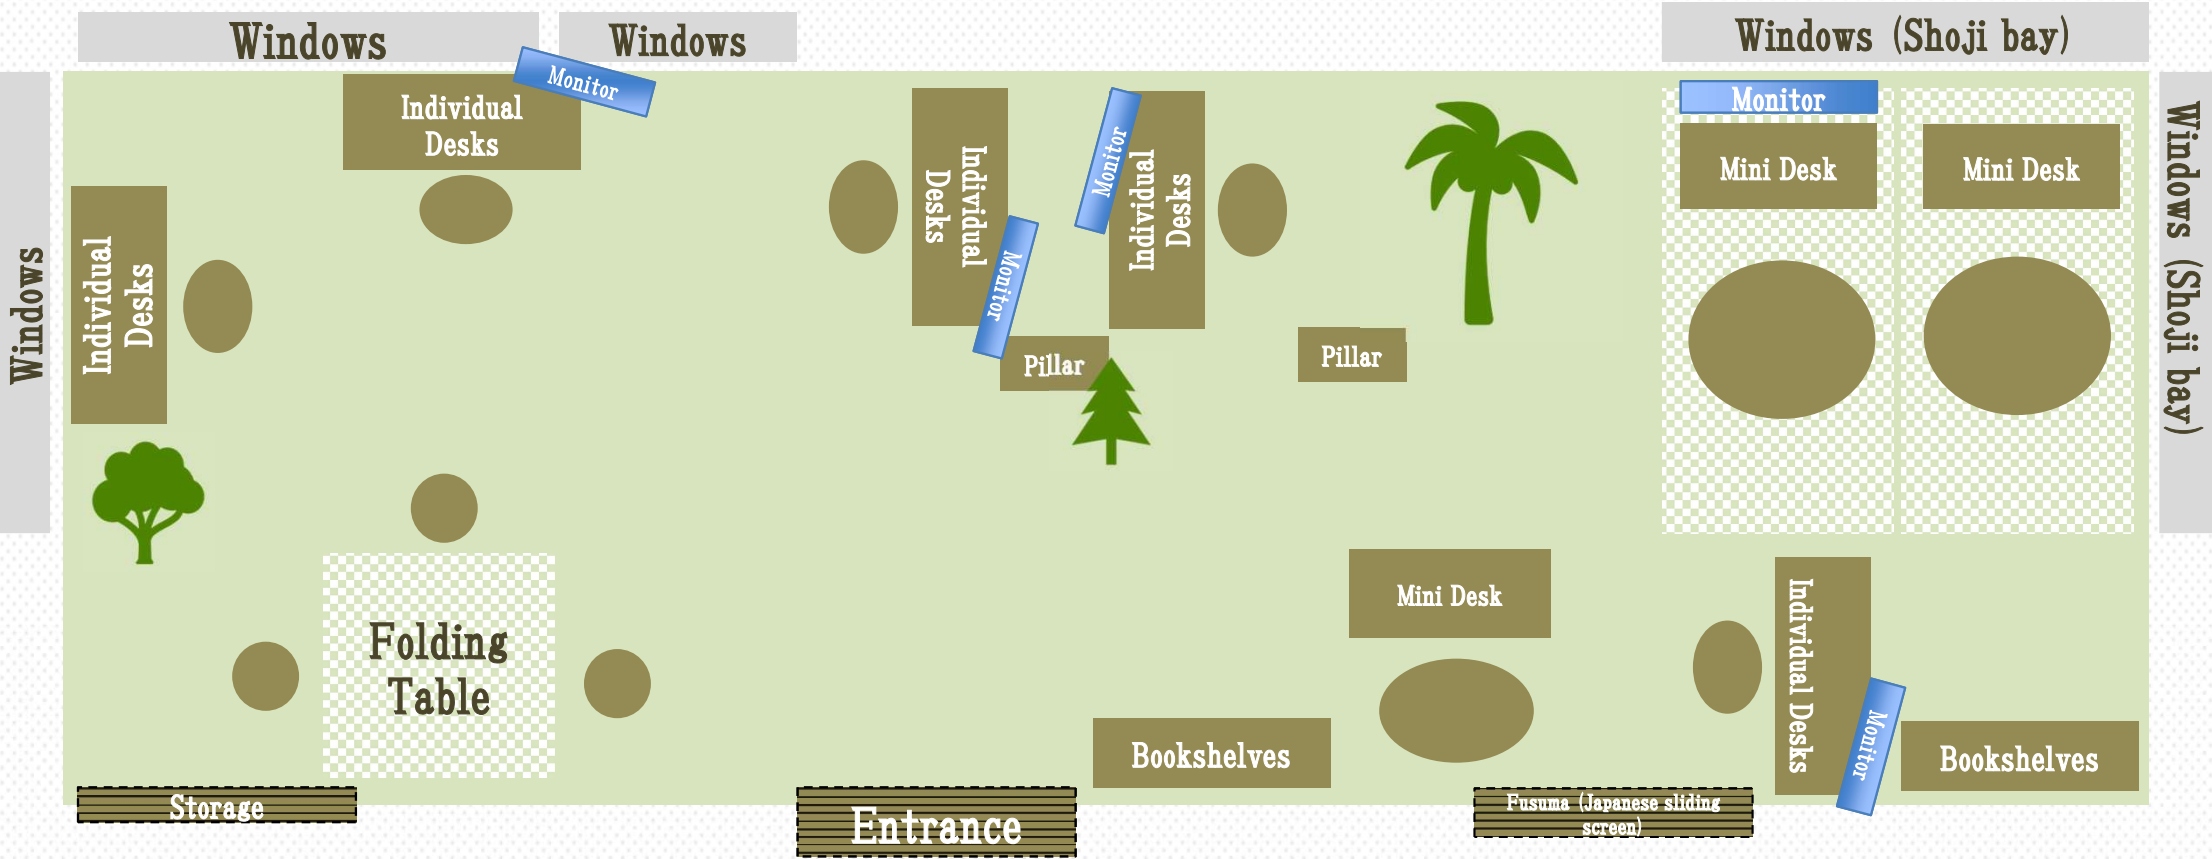 Windows
Windows
Windows (Shoji bay)
Monitor
Individual
Desks
Monitor
Individual
Desks
Monitor
Individual
Desks
Monitor
Mini Desk
Mini Desk
Windows (Shoji bay)
Windows
Individual
Desks
Pillar
Pillar
Folding
Table
Mini Desk
Individual Desks
Monitor
Bookshelves
Bookshelves
Storage
Entrance
Fusuma (Japanese sliding
screen)